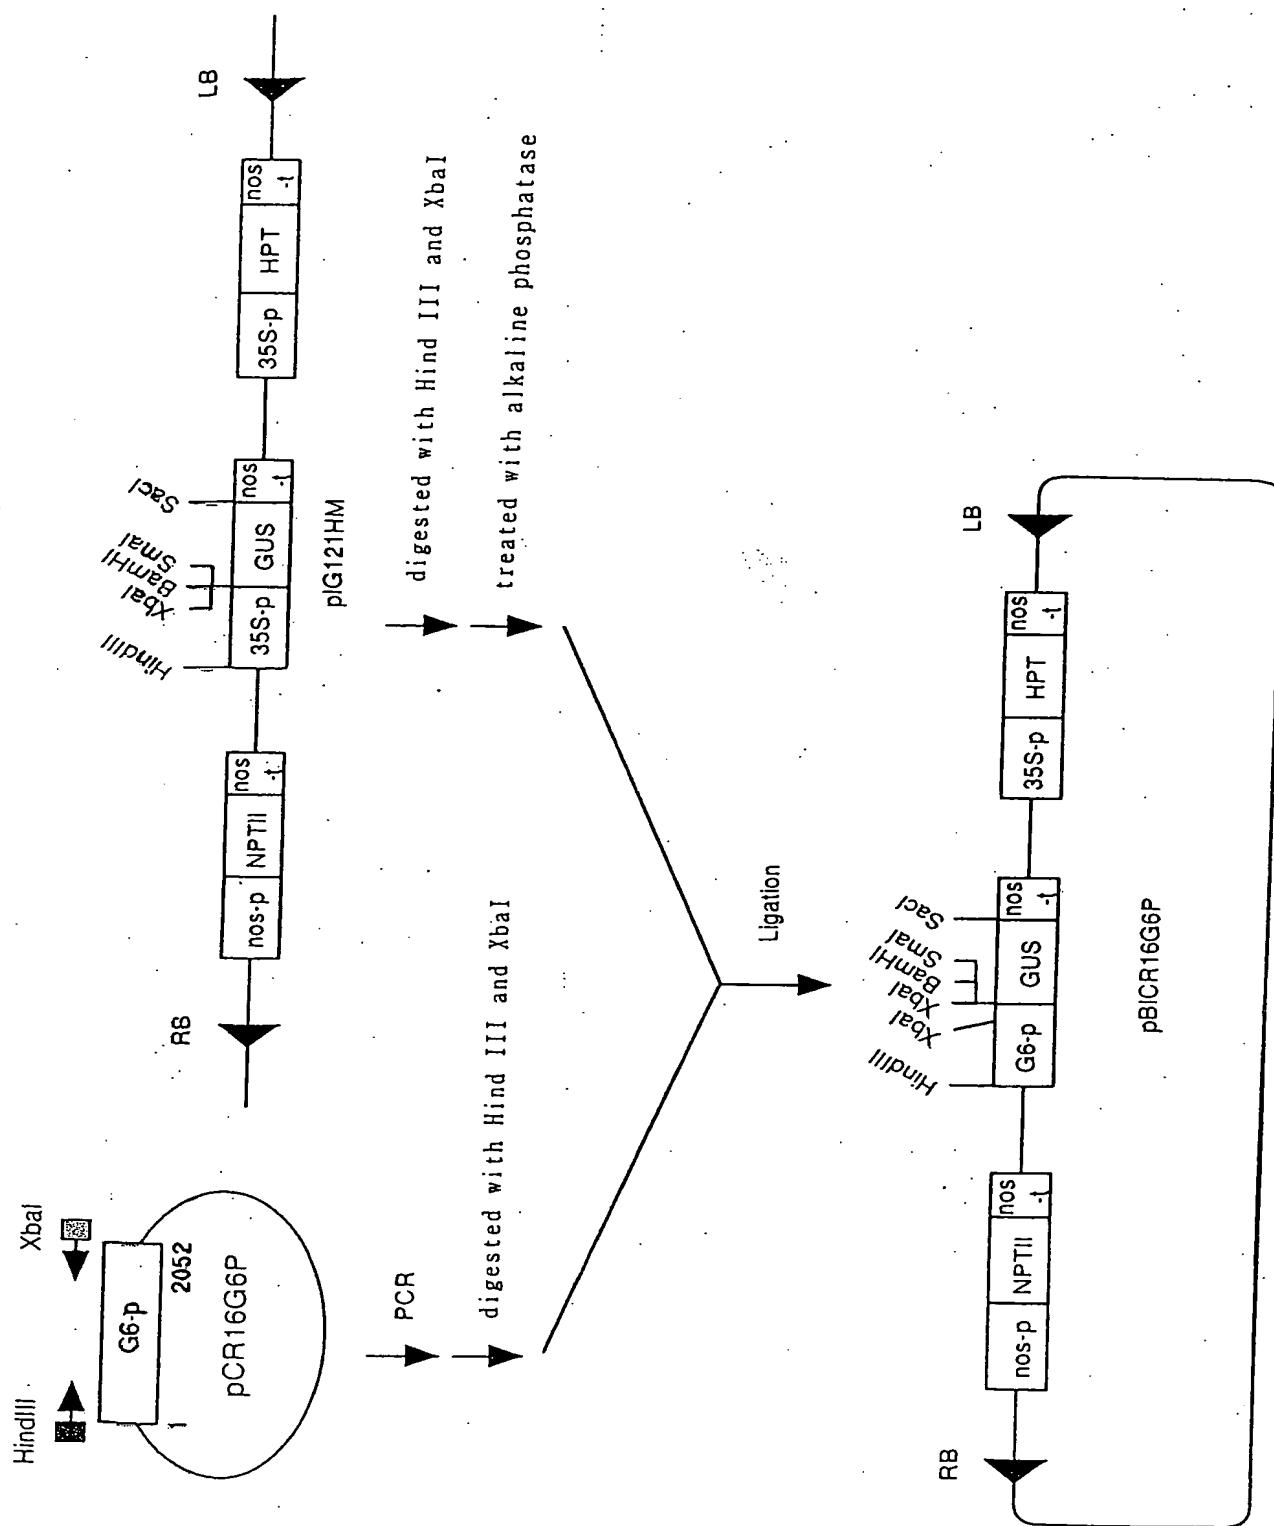 HindIII
XbaI
G6-p
1
2052
pCR16G6P
PCR
digested with Hind III and XbaI
RB
nos-p
NPTII
nos
-t
HindIII
XbaI
BamHI
SmaI
SacI
35S-p
GUS
nos
-t
pIG121HM
35S-p
HPT
nos
-t
LB
digested with Hind III and XbaI
treated with alkaline phosphatase
Ligation
RB
nos-p
NPTII
nos
-t
HindIII
XbaI
XbaI
BamHI
SmaI
SacI
G6-p
GUS
nos
-t
35S-p
HPT
nos
-t
LB
pBICR16G6P